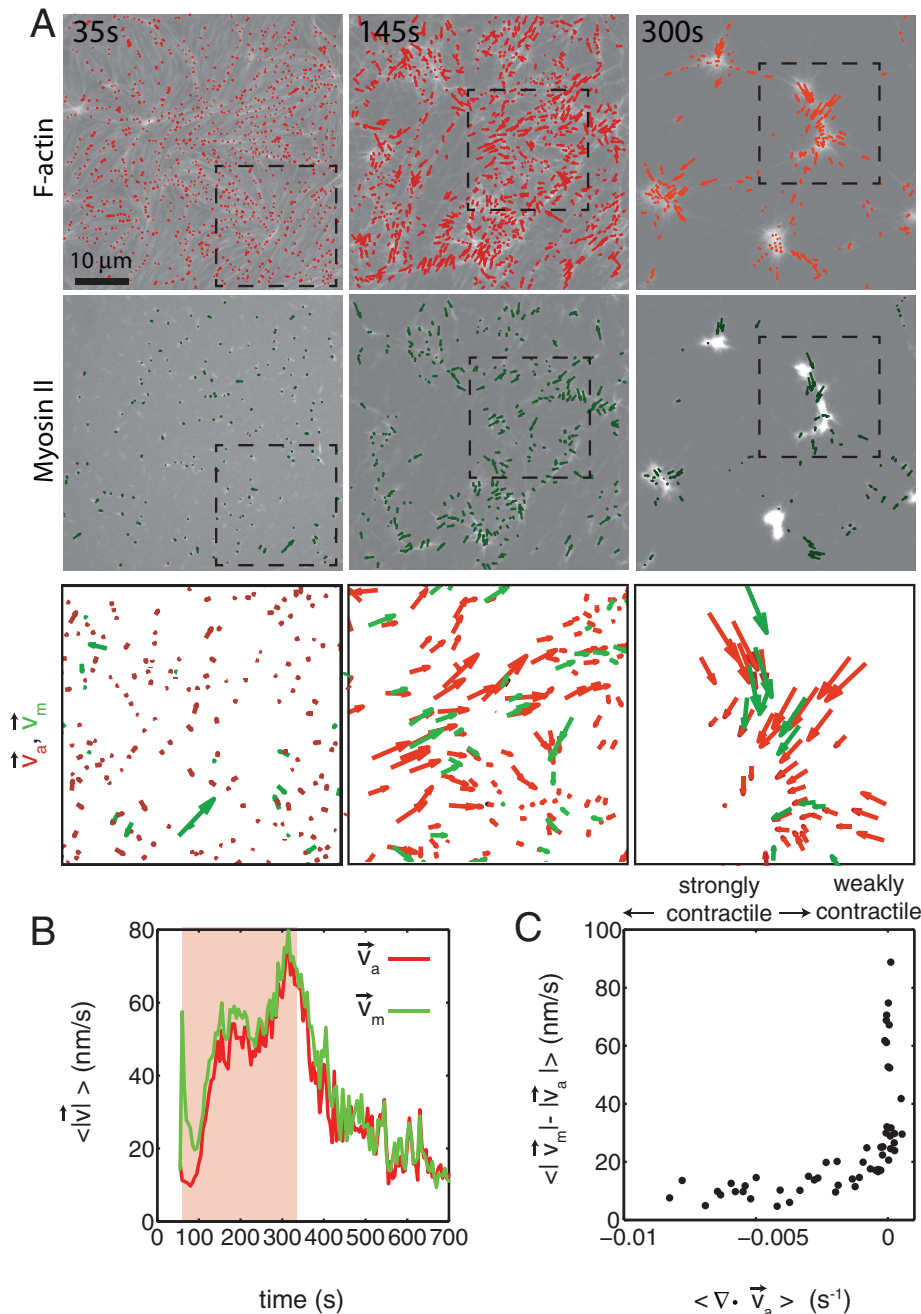 A
35s
145s
300s
F-actin
10 μm
Myosin II
v⃗a, v⃗m
B
80
60
40
20
0
<|v⃗| > (nm/s)
v⃗a
v⃗m
0 100 200 300 400 500 600 700
time (s)
strongly contractile
weakly contractile
C
100
80
60
40
20
0
<| v⃗m| - |v⃗a | > (nm/s)
-0.01
-0.005
0
< ∇· v⃗a > (s-1)